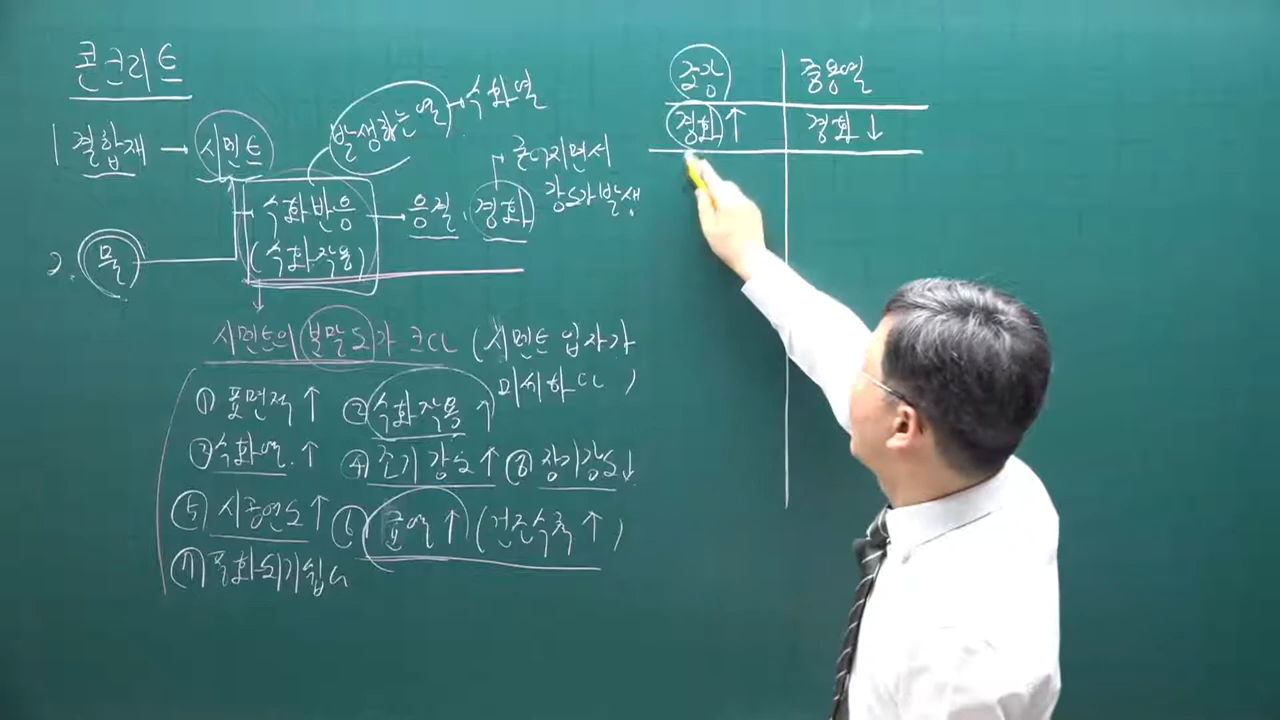 콘크리트
1 결합재 → 시멘트
발생하는 열 → 수화열
수화반응 → 응결. 경화
(수화작용)
굳어지면서
강도가 발생
2. 물
시멘트의 분말도가 크다 (시멘트 입자가
미세하다)
① 표면적 ↑ ② 수화작용 ↑
③ 수화열. ↑ ④ 조기강도 ↑ ⑧ 장기강도 ↓
⑤ 시공연도 ↑ ⑥ 균열 ↑ (건조수축 ↑)
⑦ 풍화되기쉽다
조강 중용열
경화 ↑ 경화 ↓